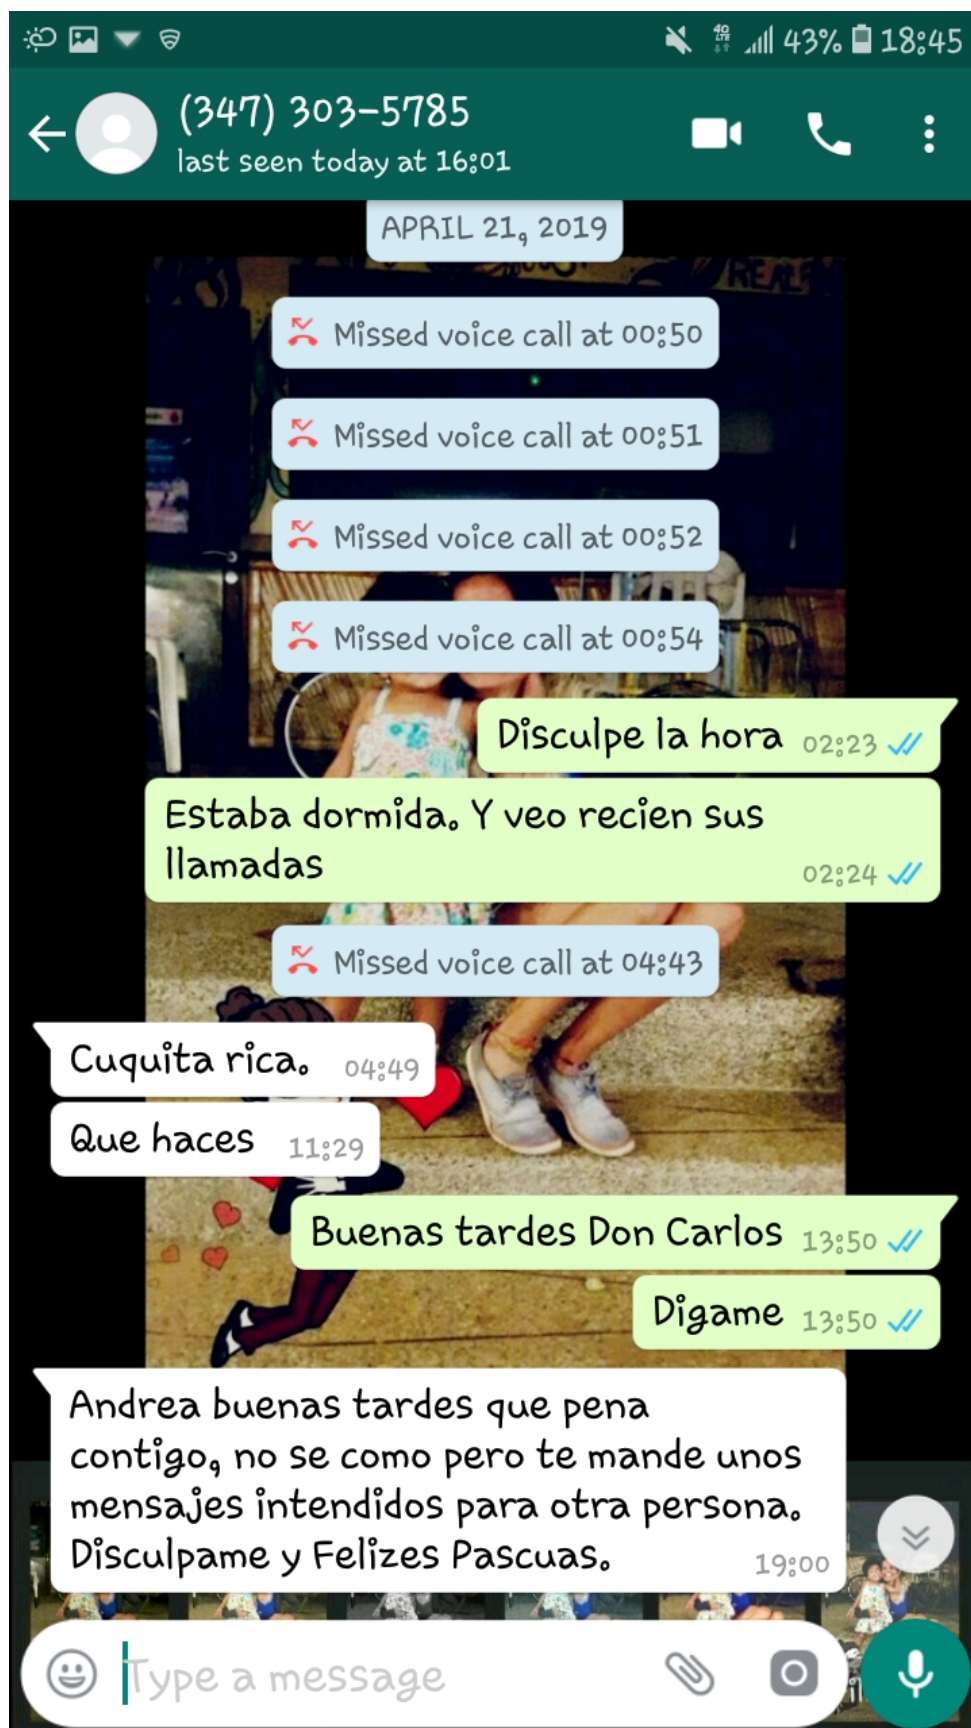 43% 18:45
(347) 303-5785
last seen today at 16:01
APRIL 21, 2019
REAL
Missed voice call at 00:50
Missed voice call at 00:51
Missed voice call at 00:52
Missed voice call at 00:54
Disculpe la hora 02:23
Estaba dormida. Y veo recien sus
llamadas 02:24
Missed voice call at 04:43
Cuquita rica. 04:49
Que haces 11:29
Buenas tardes Don Carlos 13:50
Digame 13:50
Andrea buenas tardes que pena
contigo, no se como pero te mande unos
mensajes intendidos para otra persona.
Disculpame y Felizes Pascuas. 19:00
Type a message